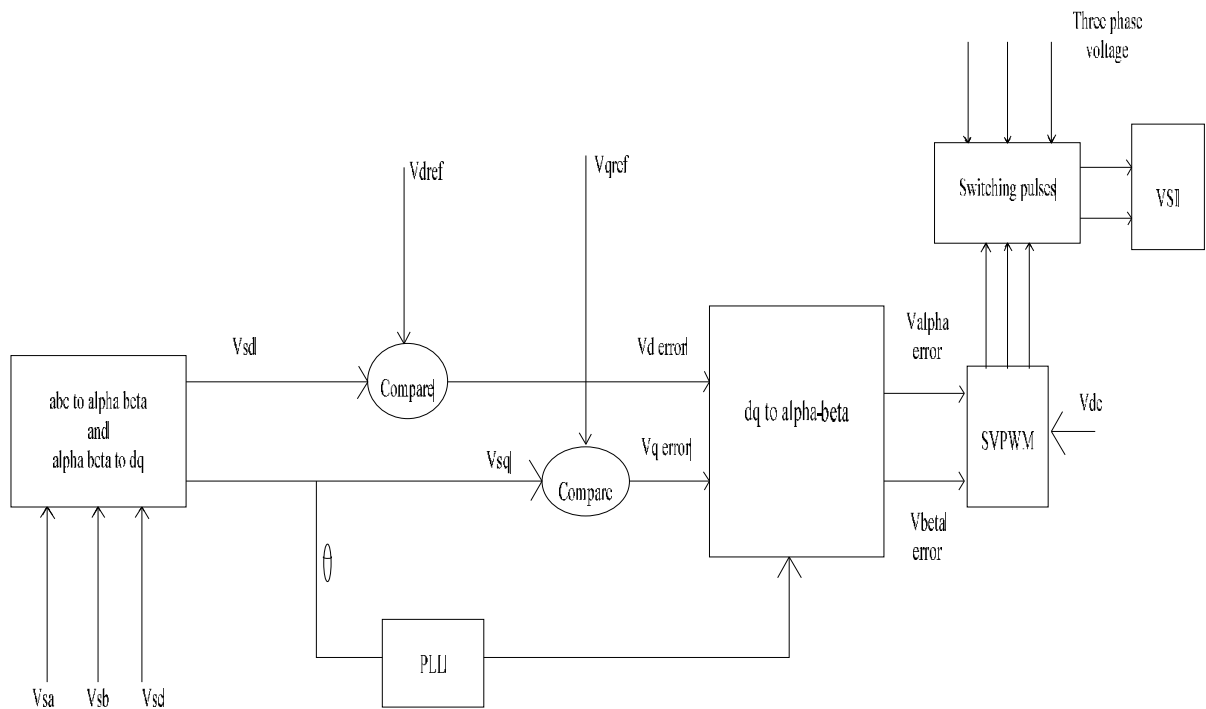 Three phase
voltage
Vdref
Vqref
Switching pulses
VSI
Vsd
Vd error
Valpha
error
abc to alpha beta
and
alpha beta to dq
Compare
dq to alpha-beta
Vdc
SVPWM
Vsq
Vq error
Compare
Vbeta
error
θ
PLL
Vsa
Vsb
Vsc